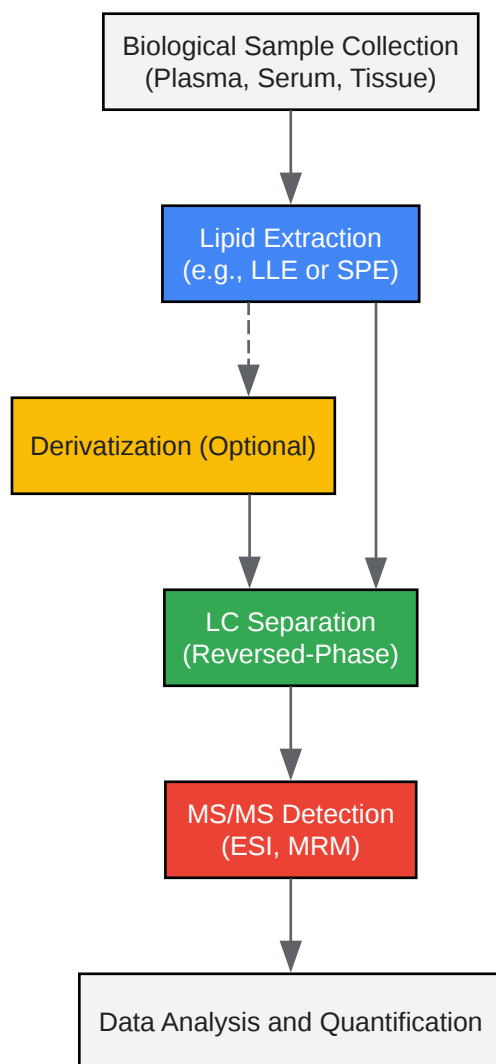 Biological Sample Collection
(Plasma, Serum, Tissue)
Lipid Extraction
(e.g., LLE or SPE)
Derivatization (Optional)
LC Separation
(Reversed-Phase)
MS/MS Detection
(ESI, MRM)
Data Analysis and Quantification